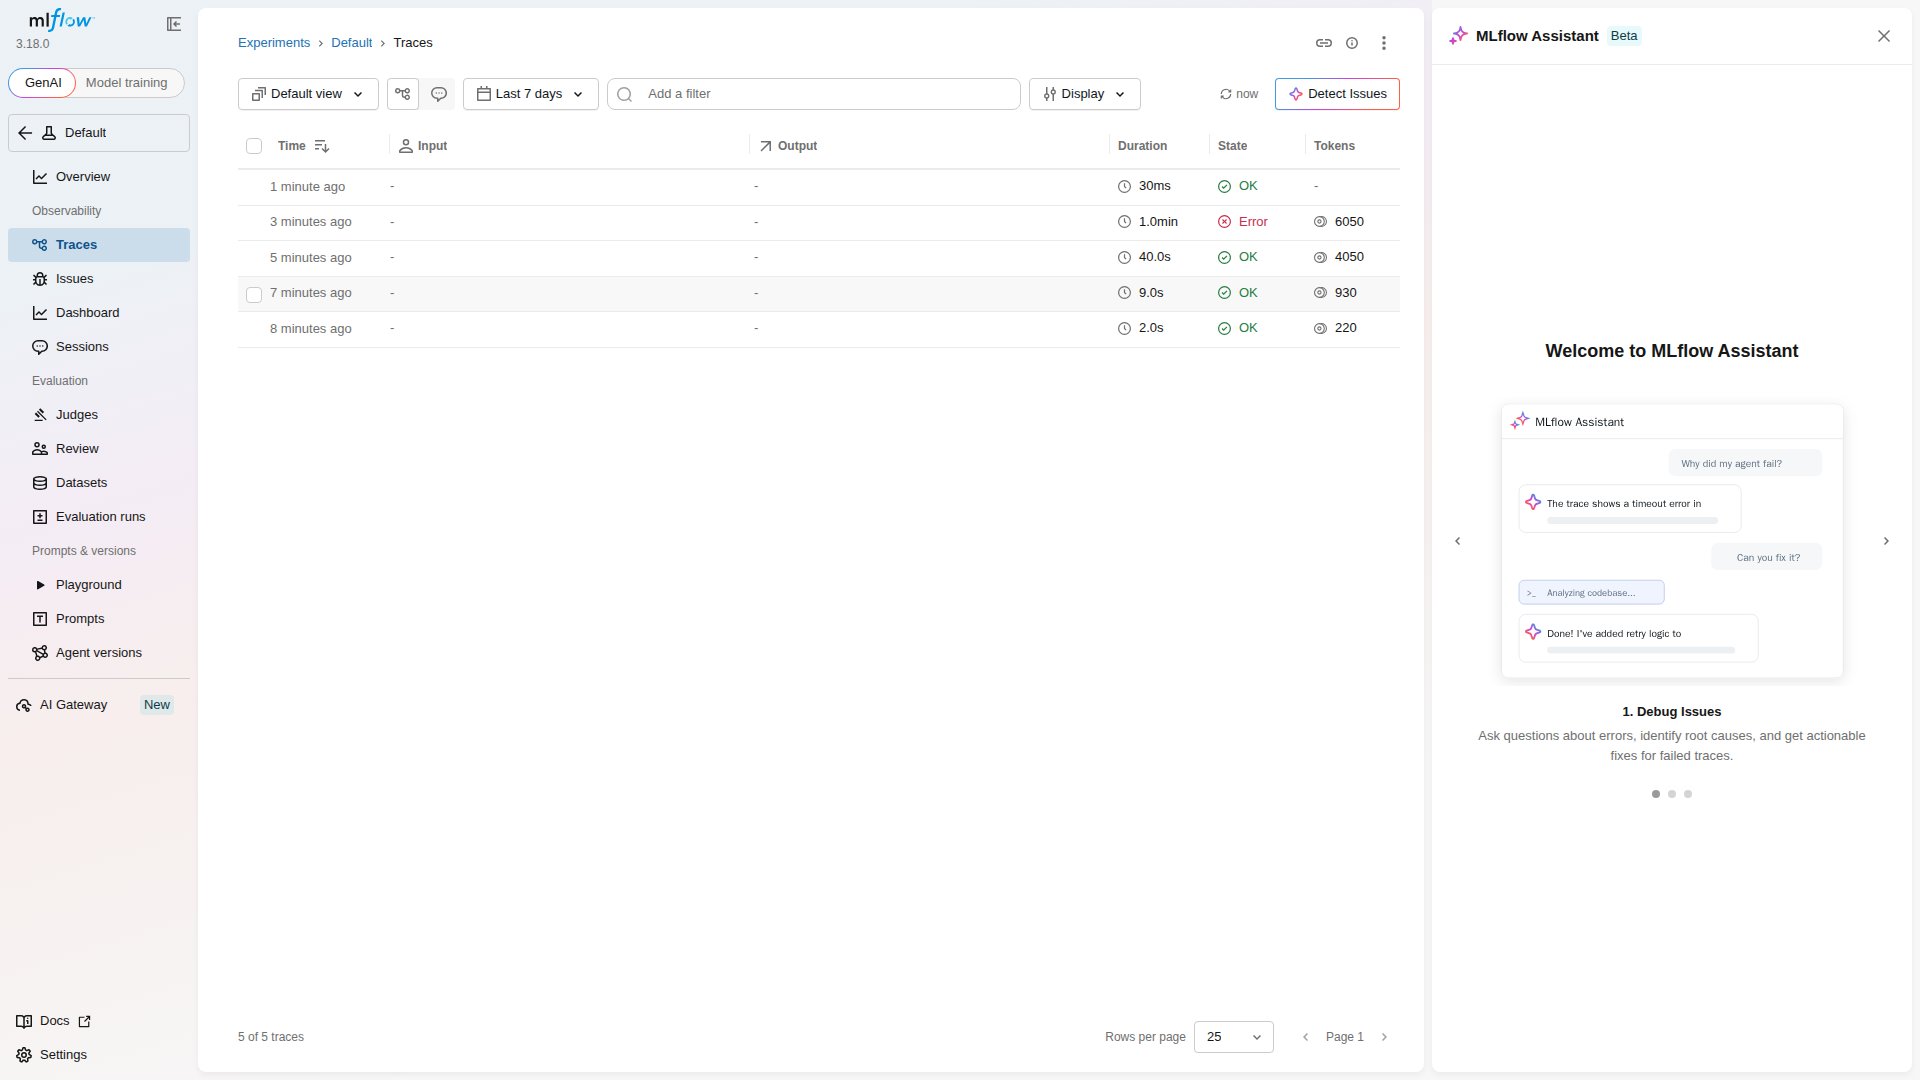 mlflow
3.18.0
GenAI Model training
Default
Overview
Observability
Traces
Issues
Dashboard
Sessions
Evaluation
Judges
Review
Datasets
Evaluation runs
Prompts & versions
Playground
Prompts
Agent versions
AI Gateway New
Docs
Settings
Experiments > Default > Traces
Default view Last 7 days Add a filter Display now Detect Issues
Time Input Output Duration State Tokens
1 minute ago - - 30ms OK -
3 minutes ago - - 1.0min Error 6050
5 minutes ago - - 40.0s OK 4050
7 minutes ago - - 9.0s OK 930
8 minutes ago - - 2.0s OK 220
5 of 5 traces Rows per page 25 Page 1
MLflow Assistant Beta
Welcome to MLflow Assistant
MLflow Assistant
Why did my agent fail?
The trace shows a timeout error in
Can you fix it?
>_ Analyzing codebase...
Done! I've added retry logic to
1. Debug Issues
Ask questions about errors, identify root causes, and get actionable
fixes for failed traces.